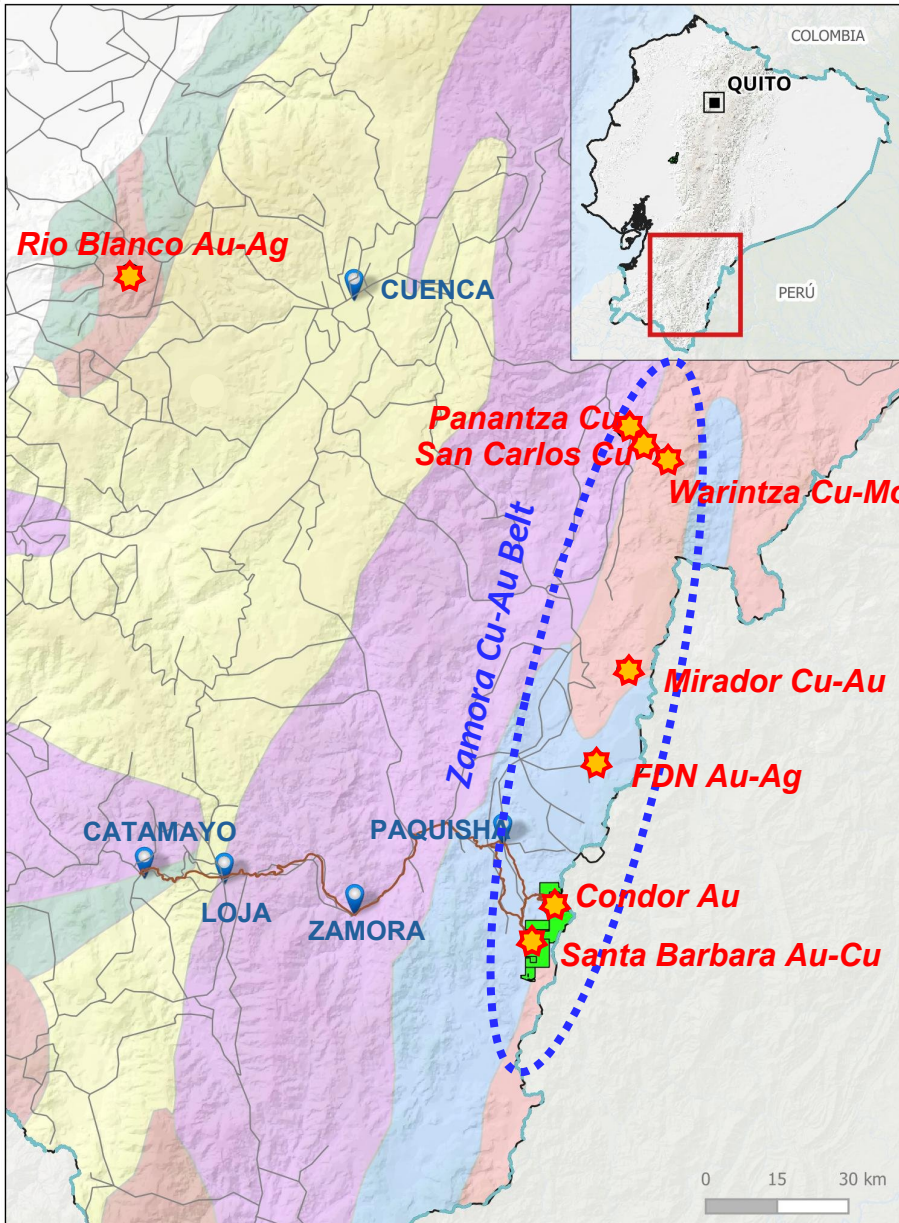 COLOMBIA
QUITO
PERÚ
Rio Blanco Au-Ag
CUENCA
Panantza Cu
San Carlos Cu
Warintza Cu-Mo
Zamora Cu-Au Belt
Mirador Cu-Au
FDN Au-Ag
PAQUISHA
CATAMAYO
LOJA
ZAMORA
Condor Au
Santa Barbara Au-Cu
0 15 30 km